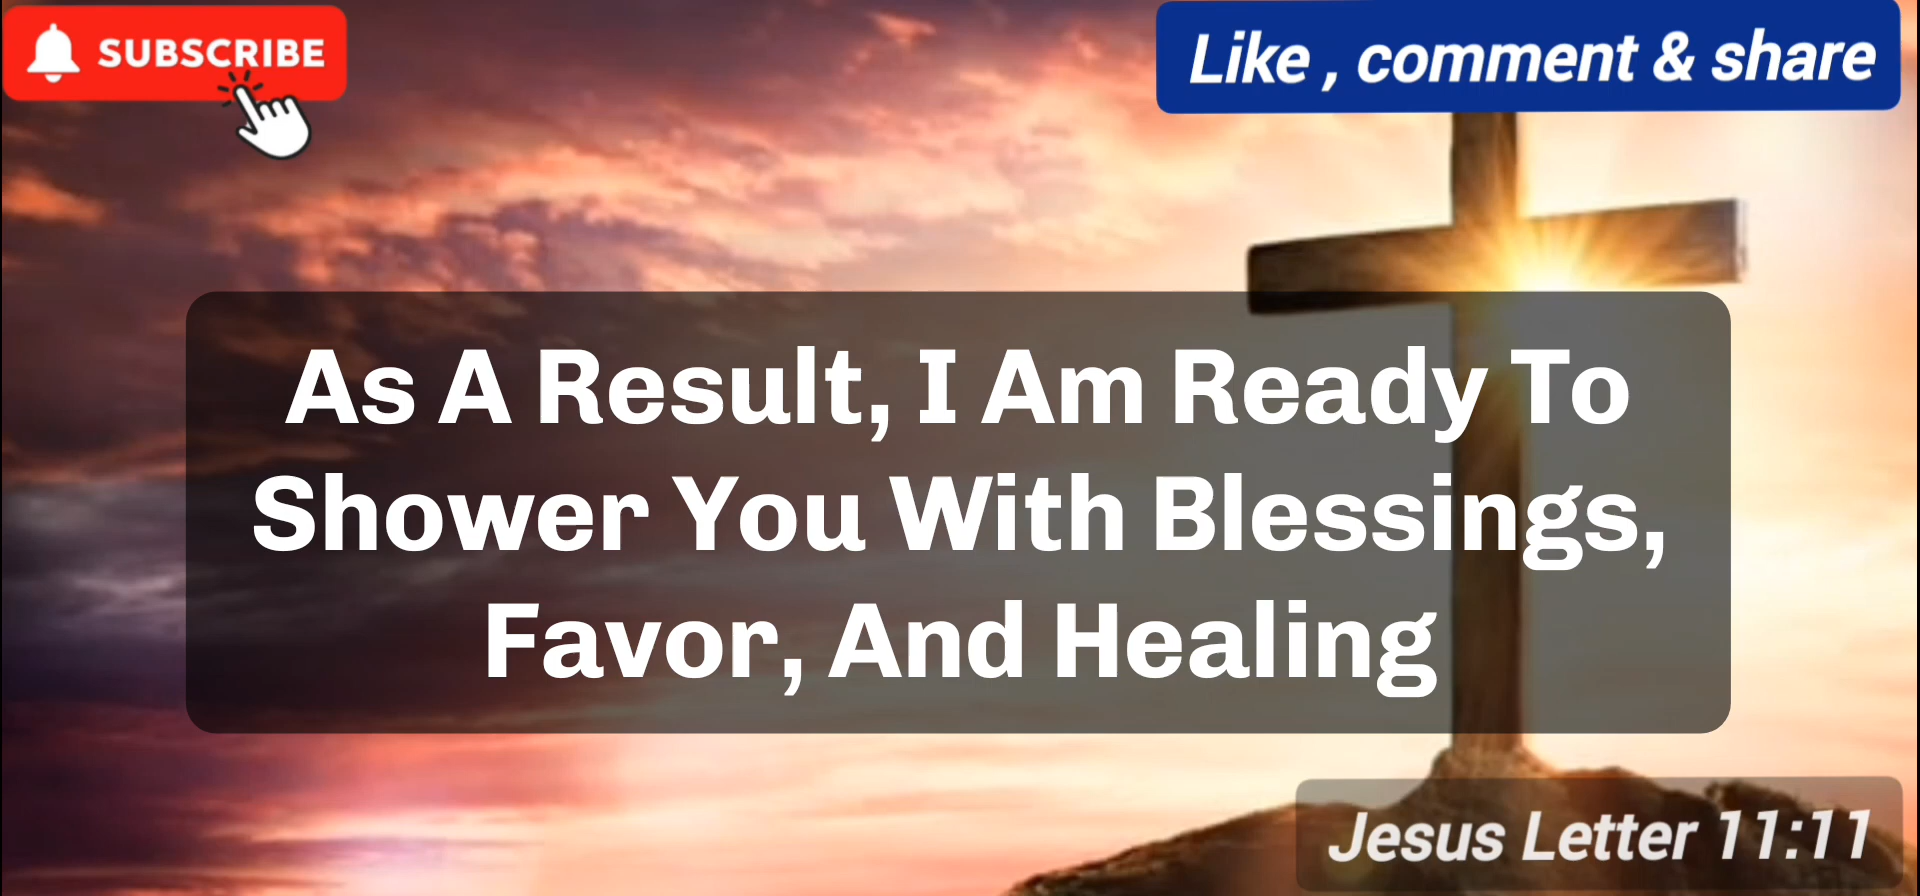 SUBSCRIBE
Like , comment & share
As A Result, I Am Ready To
Shower You With Blessings,
Favor, And Healing
Jesus Letter 11:11